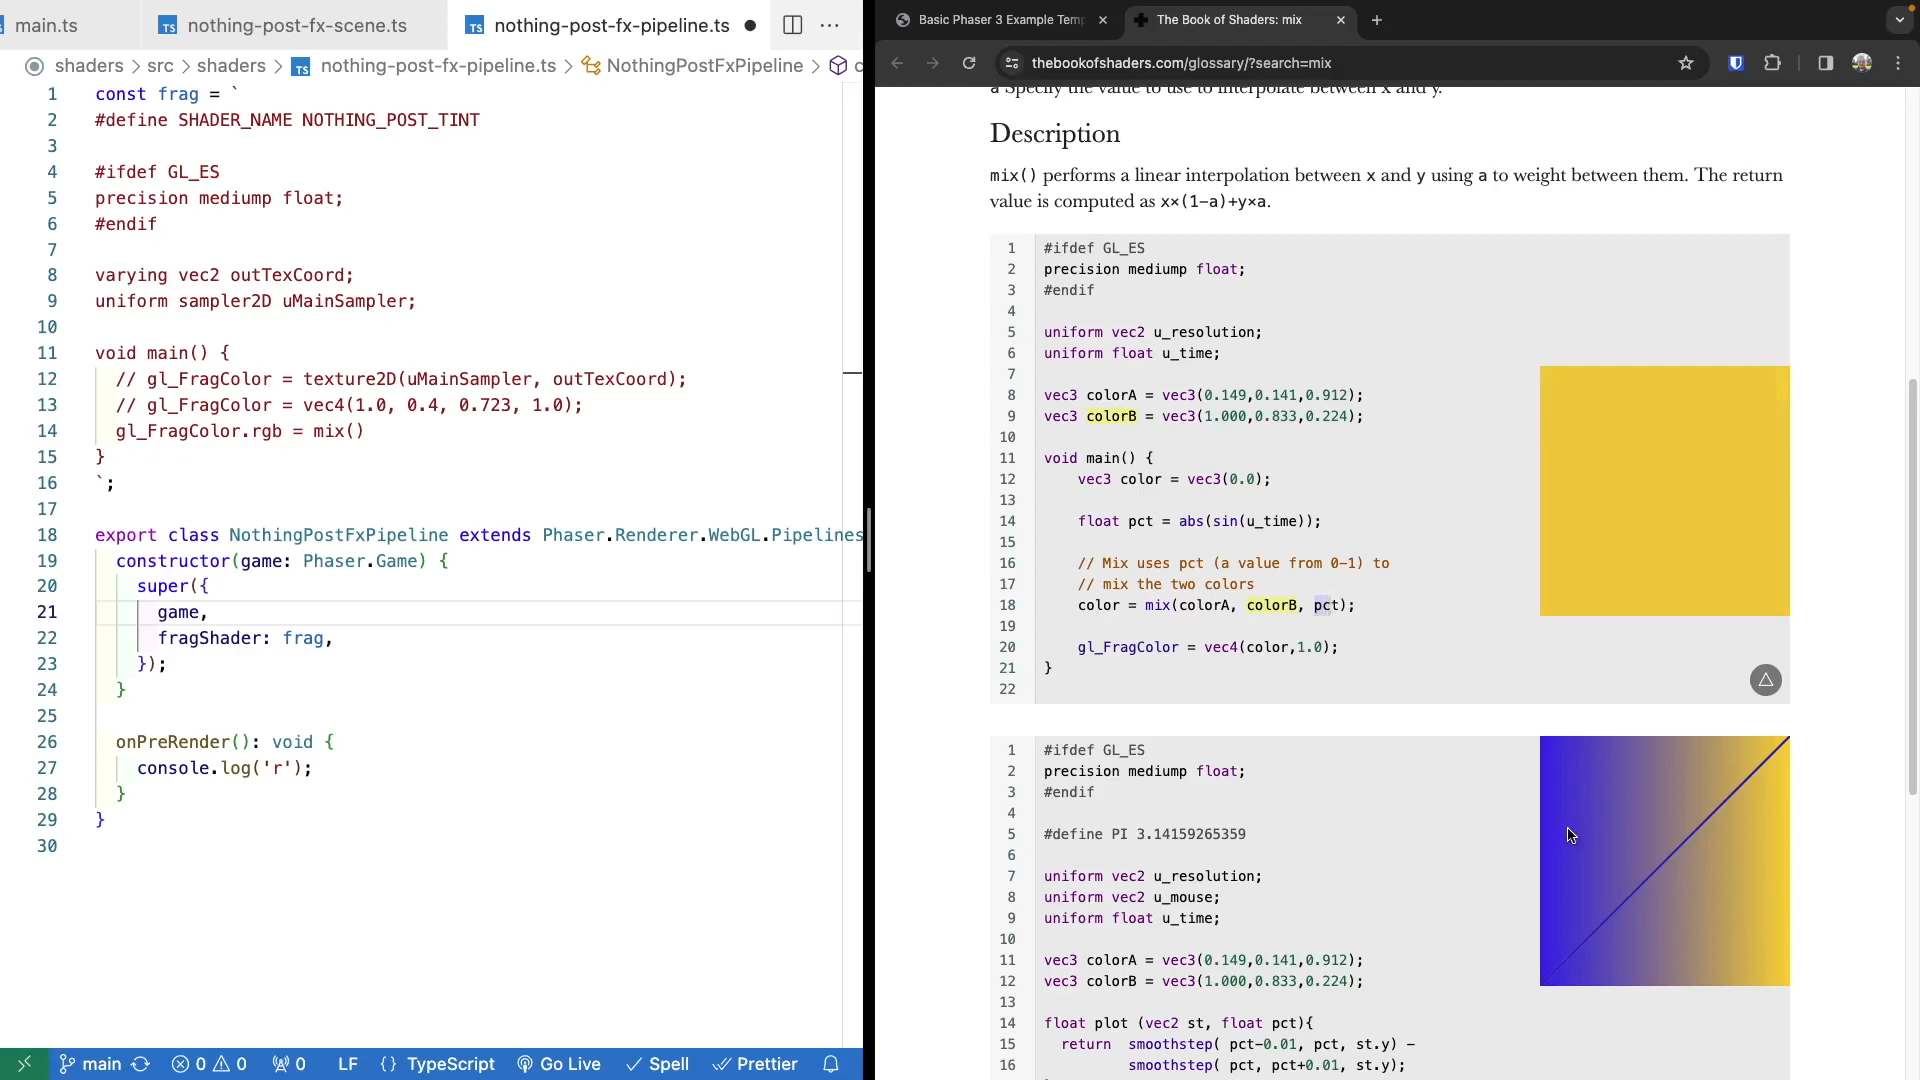 main.ts
nothing-post-fx-scene.ts
nothing-post-fx-pipeline.ts
shaders > src > shaders > nothing-post-fx-pipeline.ts > NothingPostFxPipeline > c
1 const frag = `
2 #define SHADER_NAME NOTHING_POST_TINT
3
4 #ifdef GL_ES
5 precision mediump float;
6 #endif
7
8 varying vec2 outTexCoord;
9 uniform sampler2D uMainSampler;
10
11 void main() {
12 // gl_FragColor = texture2D(uMainSampler, outTexCoord);
13 // gl_FragColor = vec4(1.0, 0.4, 0.723, 1.0);
14 gl_FragColor.rgb = mix()
15 }
16 `;
17
18 export class NothingPostFxPipeline extends Phaser.Renderer.WebGL.Pipelines
19 constructor(game: Phaser.Game) {
20 super({
21 game,
22 fragShader: frag,
23 });
24 }
25
26 onPreRender(): void {
27 console.log('r');
28 }
29 }
30
main 0 0 0 LF {} TypeScript Go Live Spell Prettier
Basic Phaser 3 Example Temp
The Book of Shaders: mix
thebookofshaders.com/glossary/?search=mix
a Specify the value to use to interpolate between x and y.
Description
mix() performs a linear interpolation between x and y using a to weight between them. The return
value is computed as x×(1-a)+y×a.
1 #ifdef GL_ES
2 precision mediump float;
3 #endif
4
5 uniform vec2 u_resolution;
6 uniform float u_time;
7
8 vec3 colorA = vec3(0.149,0.141,0.912);
9 vec3 colorB = vec3(1.000,0.833,0.224);
10
11 void main() {
12 vec3 color = vec3(0.0);
13
14 float pct = abs(sin(u_time));
15
16 // Mix uses pct (a value from 0-1) to
17 // mix the two colors
18 color = mix(colorA, colorB, pct);
19
20 gl_FragColor = vec4(color,1.0);
21 }
22
1 #ifdef GL_ES
2 precision mediump float;
3 #endif
4
5 #define PI 3.14159265359
6
7 uniform vec2 u_resolution;
8 uniform vec2 u_mouse;
9 uniform float u_time;
10
11 vec3 colorA = vec3(0.149,0.141,0.912);
12 vec3 colorB = vec3(1.000,0.833,0.224);
13
14 float plot (vec2 st, float pct){
15 return smoothstep( pct-0.01, pct, st.y) -
16 smoothstep( pct, pct+0.01, st.y);